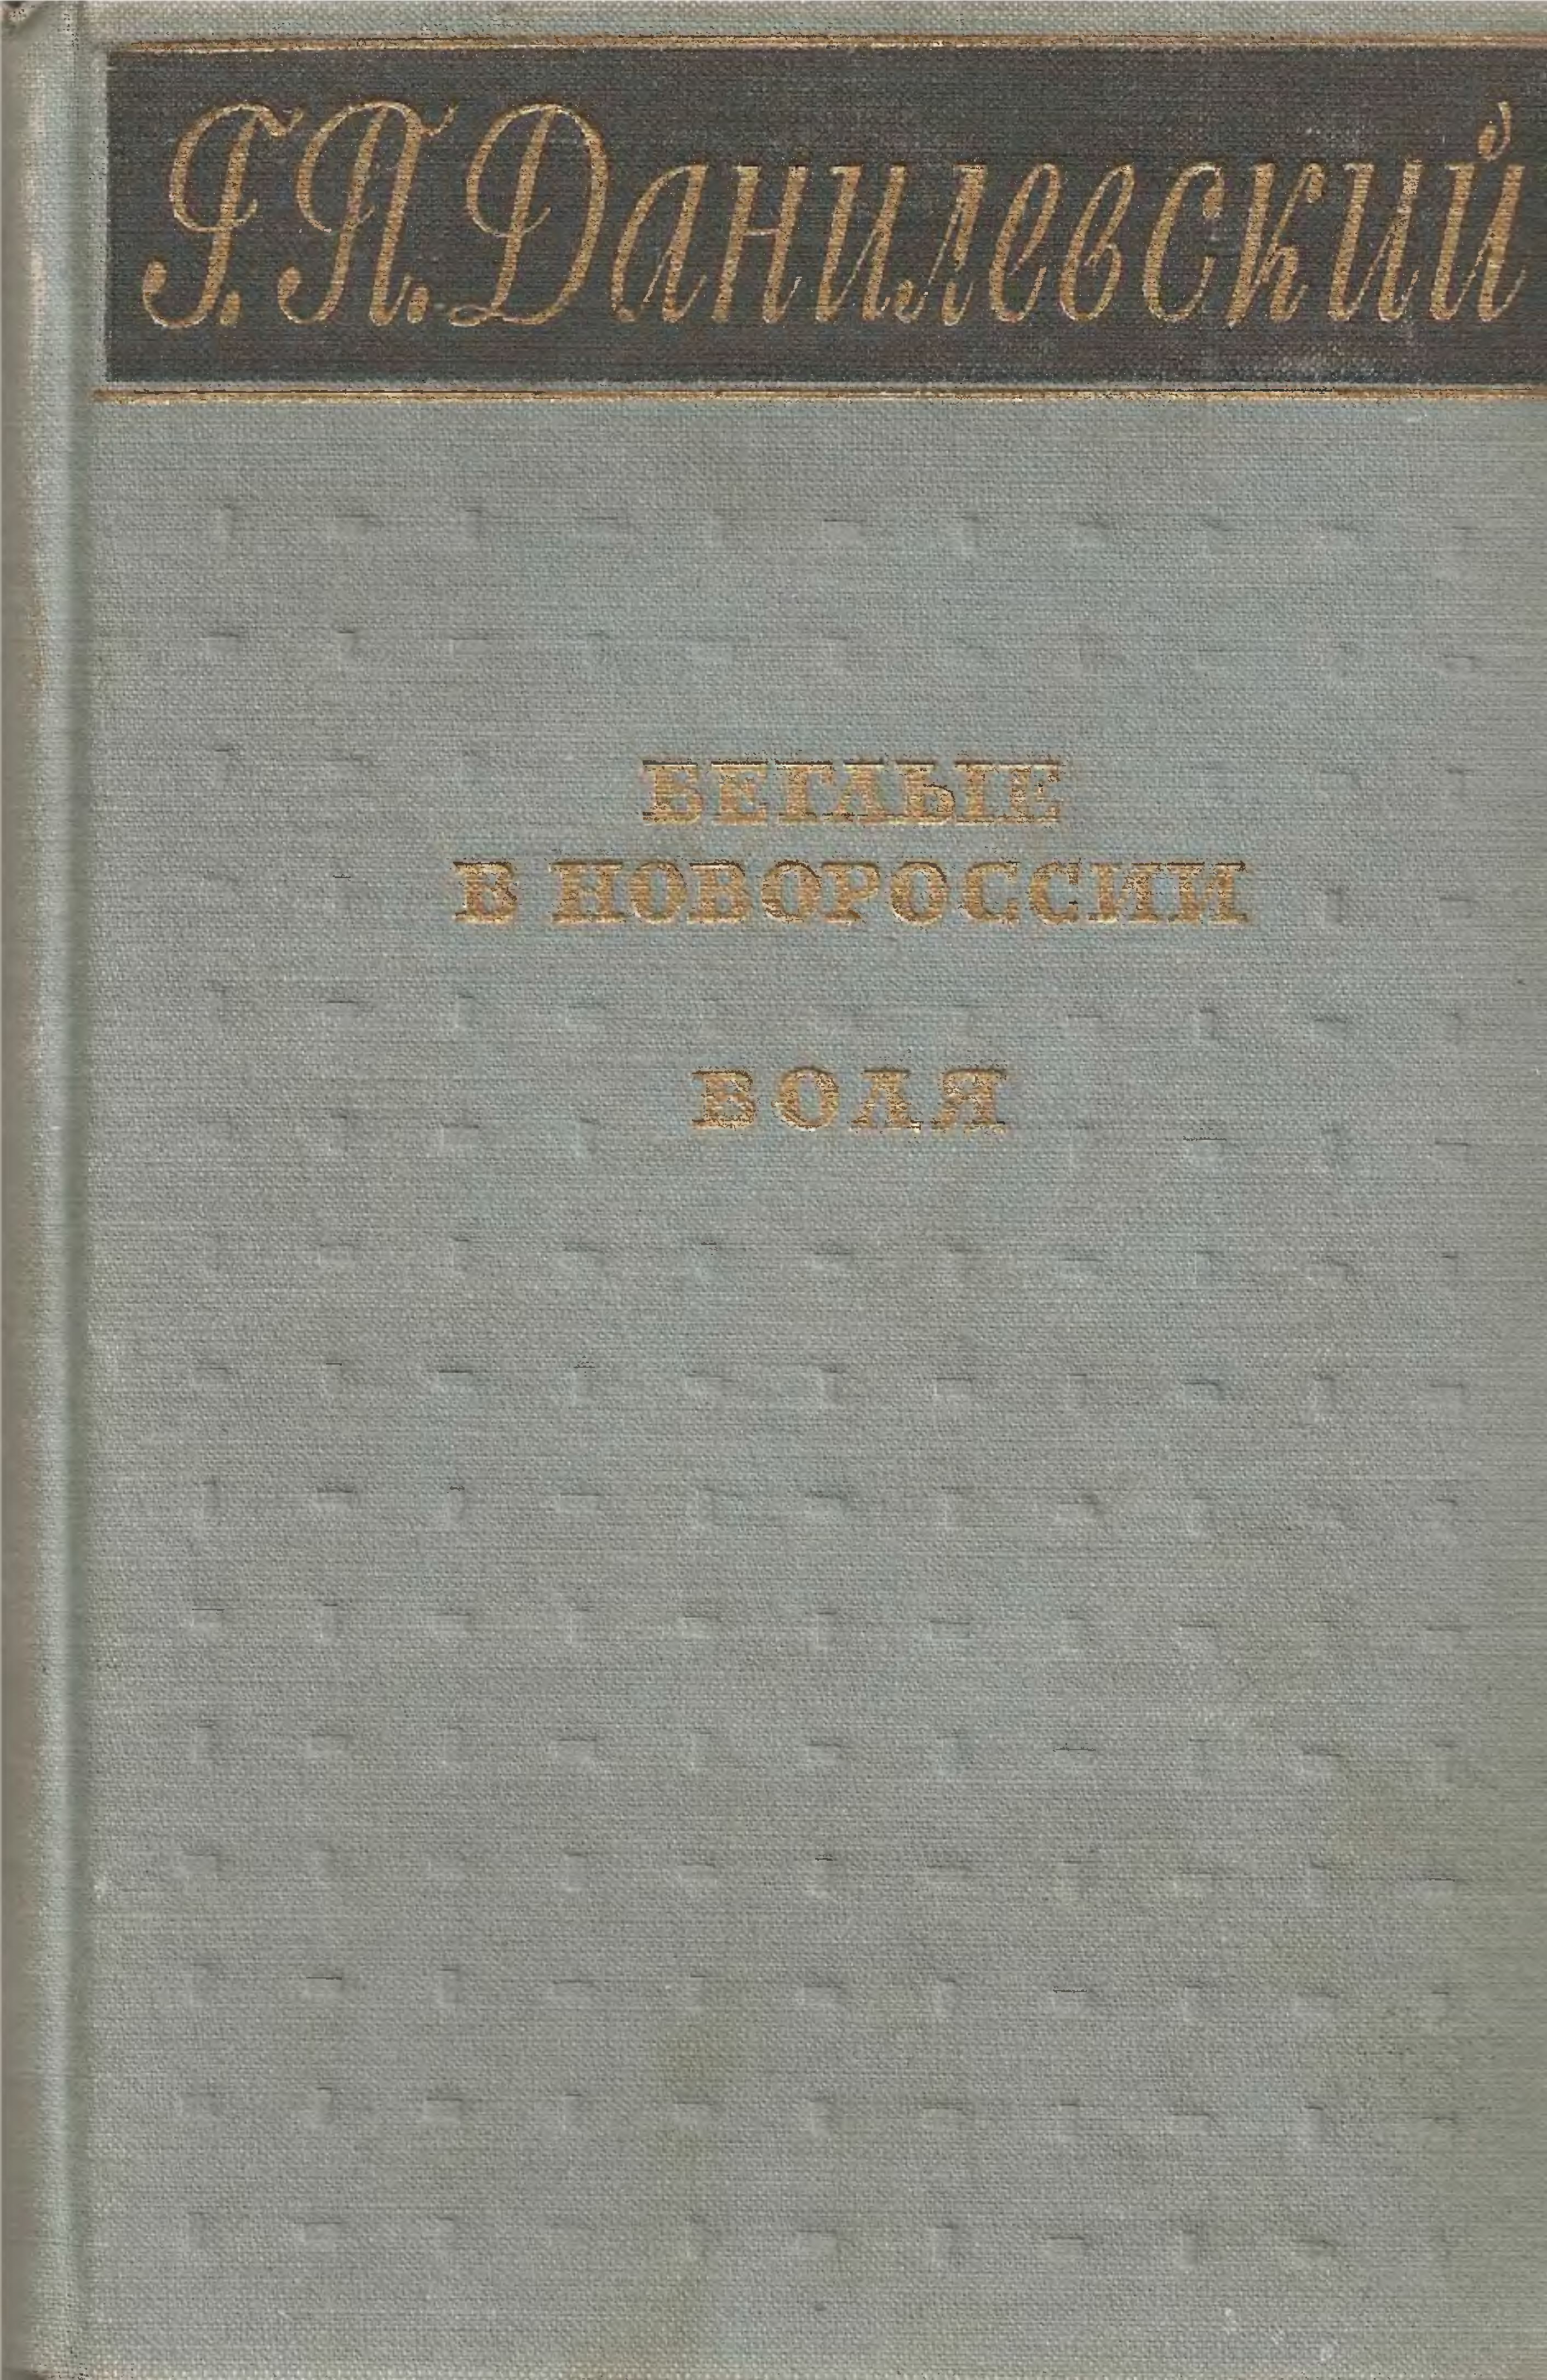 Г. П. Данилевский
БЕГЛЫЕ
В НОВОРОССИИ
ВОЛЯ